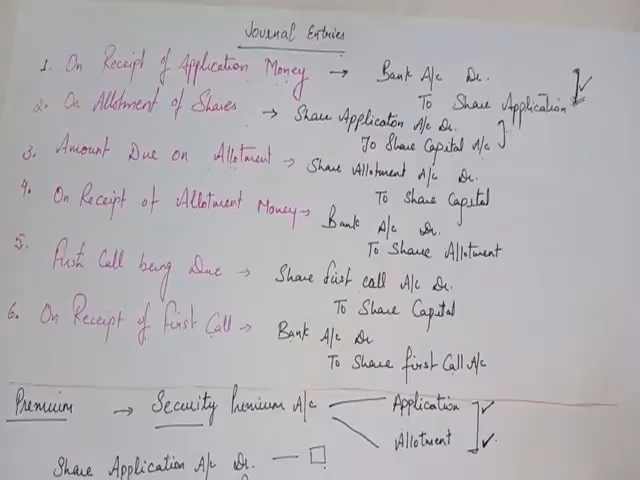 Journal Entries
1. On Receipt of Application Money → Bank A/c Dr.
To Share Application
2. On Allotment of Shares → Share Applicaton A/c Dr.
To Share Capital A/c
3. Amount Due on Allotment → Share Allotment A/c Dr.
To Share Capital
4. On Receipt of Allotment Money → Bank A/c Dr.
To Share Allotment
5. First Call being Due → Share first call A/c Dr.
To Share Capital
6. On Receipt of First Call → Bank A/c Dr.
To Share first Call A/c
Premium → Security Premium A/c Application
Allotment
Share Application A/c Dr.